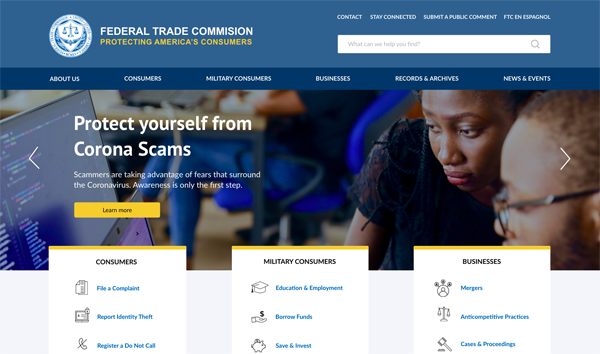 CONTACT STAY CONNECTED SUBMIT A PUBLIC COMMENT FTC EN ESPAGNOL
FEDERAL TRADE COMMISION
PROTECTING AMERICA'S CONSUMERS
What can we help you find?
ABOUT US CONSUMERS MILITARY CONSUMERS BUSINESSES RECORDS & ARCHIVES NEWS & EVENTS
Protect yourself from
Corona Scams
Scammers are taking advantage of fears that surround
the Coronavirus. Awareness is only the first step.
Learn more
CONSUMERS
File a Complaint
Report Identity Theft
Register a Do Not Call
MILITARY CONSUMERS
Education & Employment
Borrow Funds
Save & Invest
BUSINESSES
Mergers
Anticompetitive Practices
Cases & Proceedings